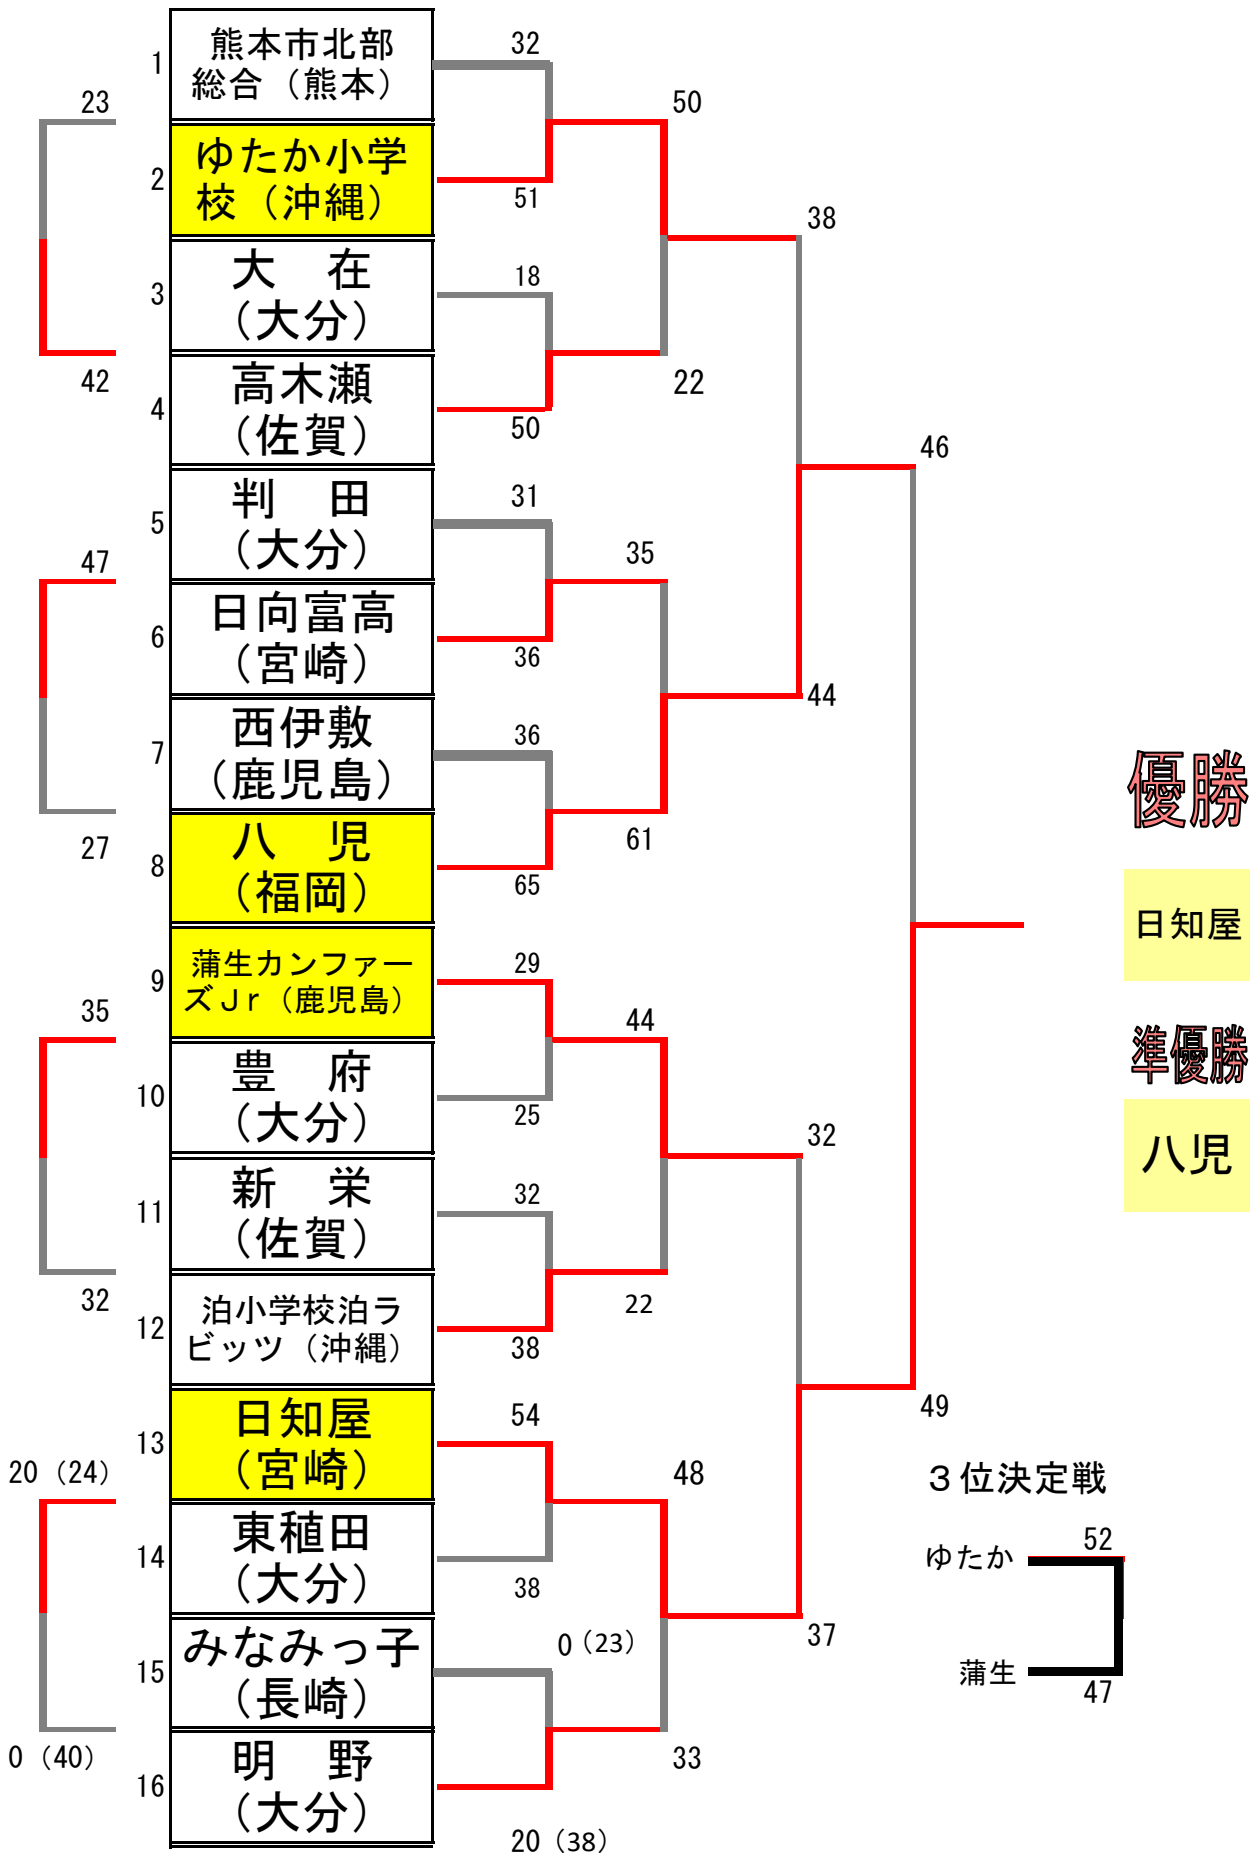 1
熊本市北部
総合（熊本）
32
23
50
2
ゆたか小学
校（沖縄）
51
38
3
大　在
（大分）
18
42
22
4
高木瀬
（佐賀）
50
46
5
判　田
（大分）
31
47
35
6
日向富高
（宮崎）
36
44
7
西伊敷
（鹿児島）
36
27
61
8
八　児
（福岡）
65
優勝
日知屋
準優勝
八児
9
蒲生カンファー
ズＪｒ（鹿児島）
29
35
44
10
豊　府
（大分）
25
32
11
新　栄
（佐賀）
32
32
22
12
泊小学校泊ラ
ビッツ（沖縄）
38
49
13
日知屋
（宮崎）
54
20（24）
48
14
東稙田
（大分）
38
37
15
みなみっ子
（長崎）
0（23）
0（40）
33
16
明　野
（大分）
20（38）
３位決定戦
ゆたか
52
蒲生
47